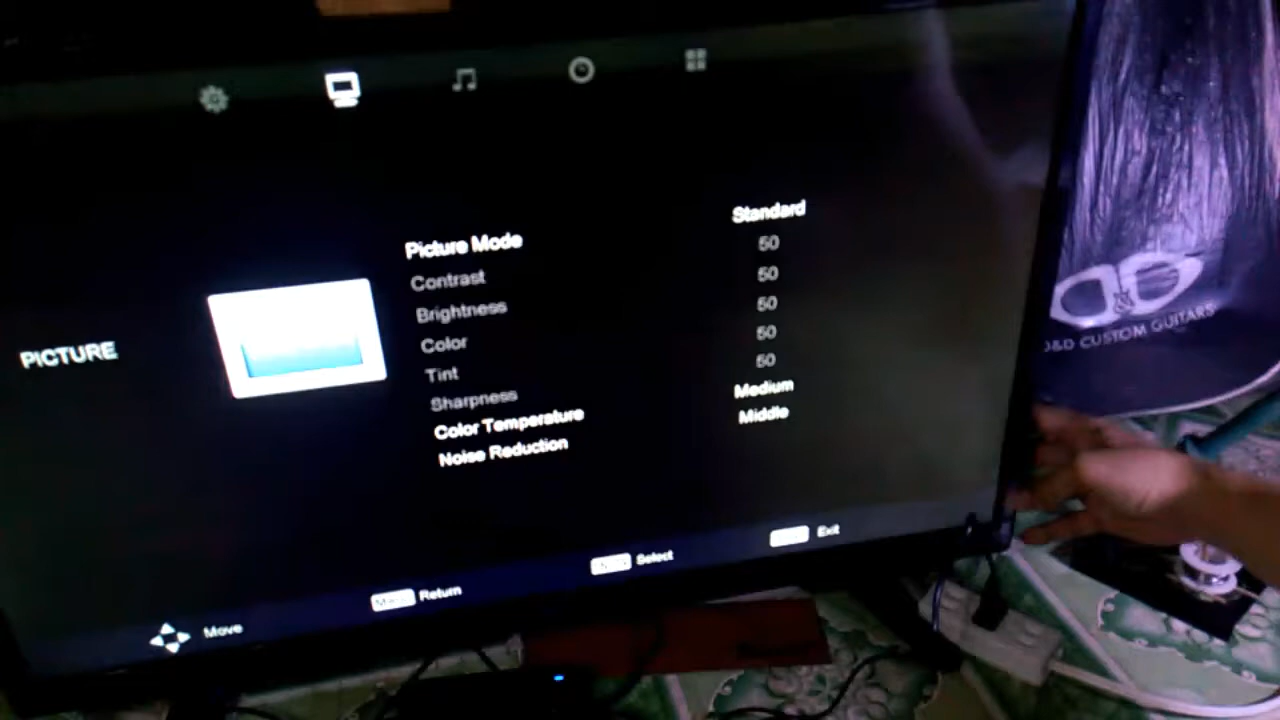 PICTURE
Picture Mode Standard
Contrast 50
Brightness 50
Color 50
Tint 50
Sharpness 50
Color Temperature Medium
Noise Reduction Middle
Move
Menu Return
Select
Exit
D&D CUSTOM GUITARS